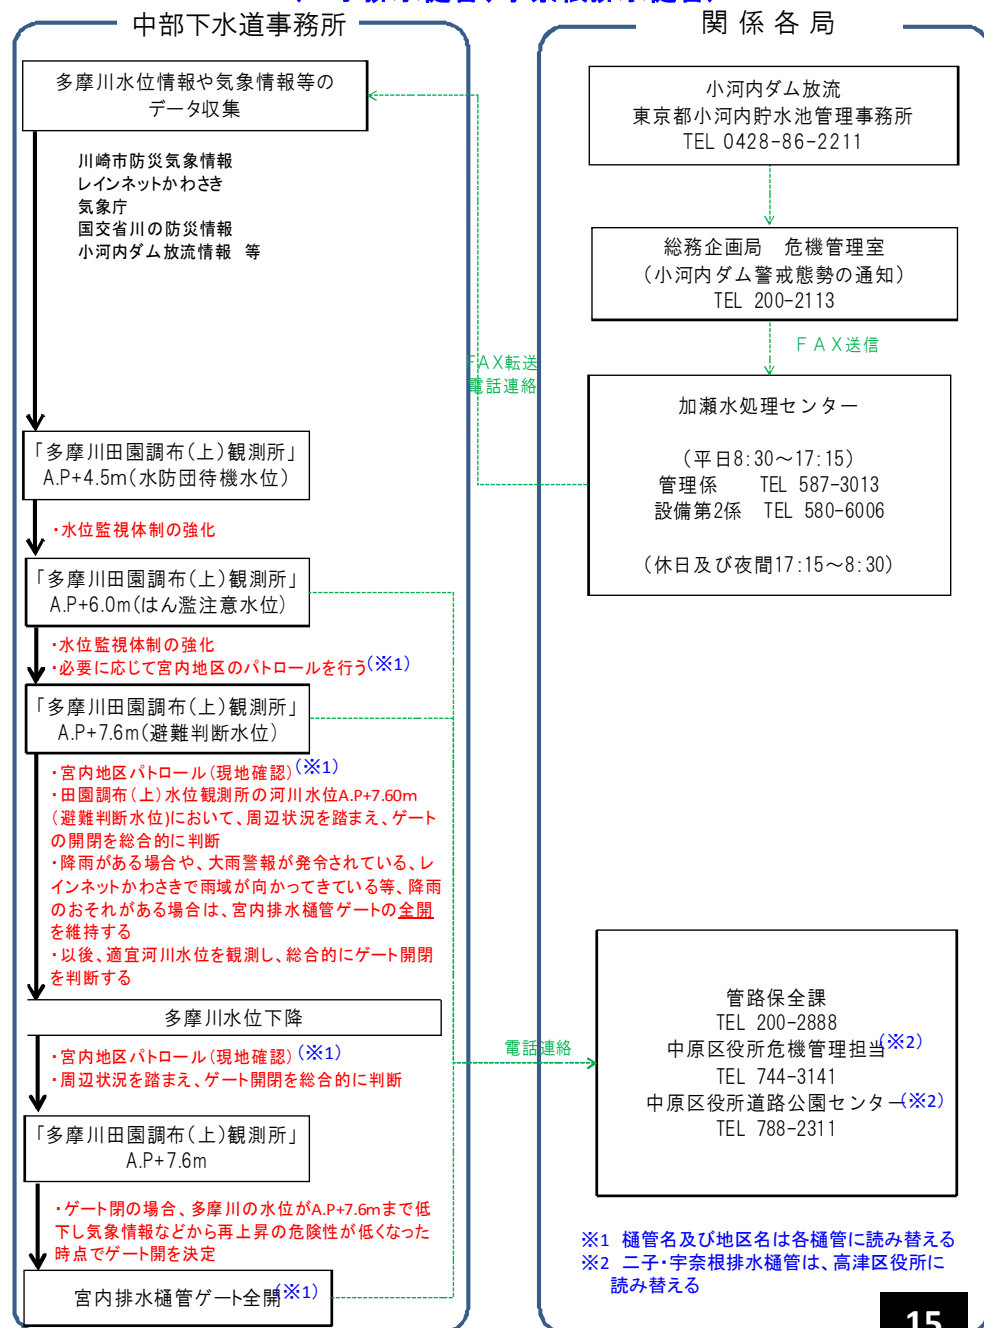 中部下水道事務所
多摩川水位情報や気象情報等の
データ収集
川崎市防災気象情報
レインネットかわさき
気象庁
国交省川の防災情報
小河内ダム放流情報　等
「多摩川田園調布(上)観測所」
A.P+4.5m(水防団待機水位)
・水位監視体制の強化
「多摩川田園調布(上)観測所」
A.P+6.0m(はん濫注意水位)
・水位監視体制の強化
・必要に応じて宮内地区のパトロールを行う(※1)
「多摩川田園調布(上)観測所」
A.P+7.6m(避難判断水位)
・宮内地区パトロール(現地確認)(※1)
・田園調布(上)水位観測所の河川水位A.P+7.60m
(避難判断水位)において、周辺状況を踏まえ、ゲート
の開閉を総合的に判断
・降雨がある場合や、大雨警報が発令されている、レ
インネットかわさきで雨域が向かってきている等、降雨
のおそれがある場合は、宮内排水樋管ゲートの全開
を維持する
・以後、適宜河川水位を観測し、総合的にゲート開閉
を判断する
多摩川水位下降
・宮内地区パトロール(現地確認)(※1)
・周辺状況を踏まえ、ゲート開閉を総合的に判断
「多摩川田園調布(上)観測所」
A.P+7.6m
・ゲート閉の場合、多摩川の水位がA.P+7.6mまで低
下し気象情報などから再上昇の危険性が低くなった
時点でゲート開を決定
宮内排水樋管ゲート全開(※1)
FAX転送
電話連絡
電話連絡
関係各局
小河内ダム放流
東京都小河内貯水池管理事務所
TEL 0428-86-2211
総務企画局　危機管理室
(小河内ダム警戒態勢の通知)
TEL 200-2113
FAX送信
加瀬水処理センター
(平日8:30～17:15)
管理係　　TEL 587-3013
設備第2係　TEL 580-6006
(休日及び夜間17:15～8:30)
管路保全課
TEL 200-2888
中原区役所危機管理担当(※2)
TEL 744-3141
中原区役所道路公園センター(※2)
TEL 788-2311
※1 樋管名及び地区名は各樋管に読み替える
※2 二子・宇奈根排水樋管は、高津区役所に
読み替える
15